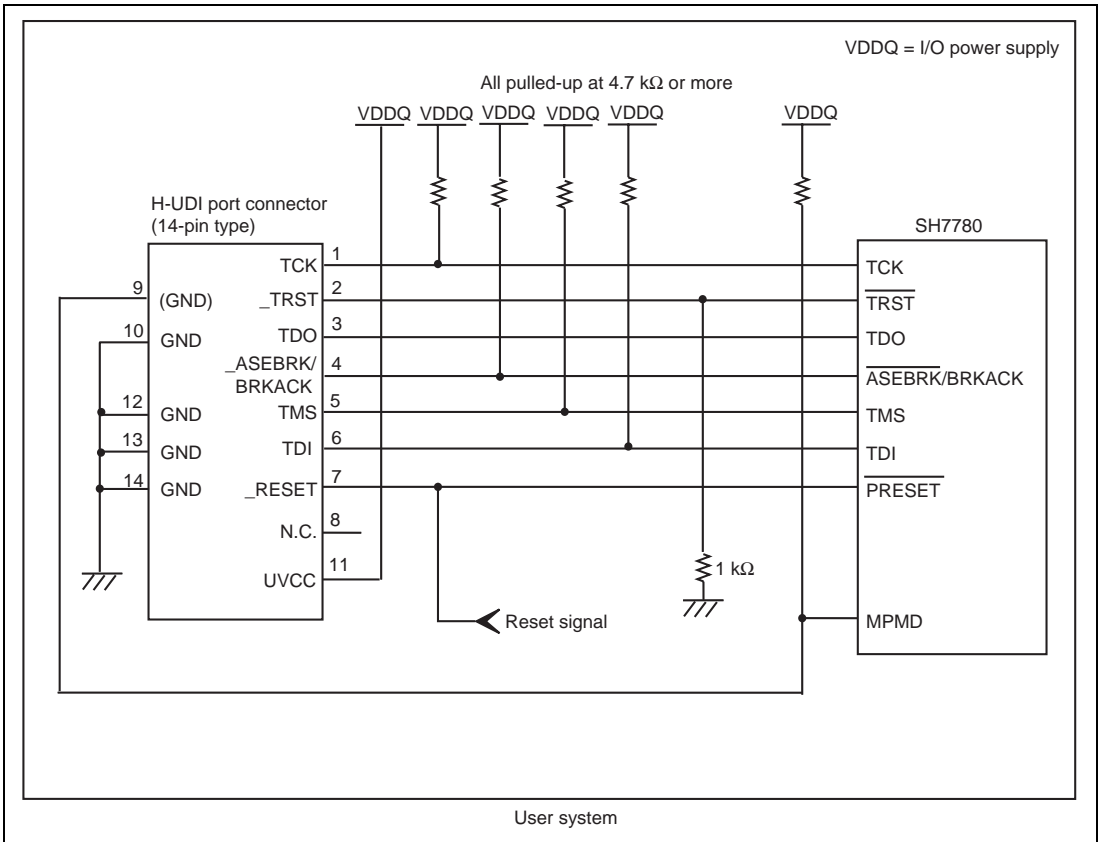 VDDQ = I/O power supply
All pulled-up at 4.7 kΩ or more
VDDQ VDDQ VDDQ VDDQ VDDQ VDDQ
H-UDI port connector
(14-pin type)
SH7780
TCK 1 TCK
9 (GND) _TRST 2 TRST
10 GND TDO 3 TDO
_ASEBRK/ 4 ASEBRK/BRKACK
BRKACK
12 GND TMS 5 TMS
13 GND TDI 6 TDI
14 GND _RESET 7 PRESET
N.C. 8
UVCC 11
1 kΩ
Reset signal
MPMD
User system